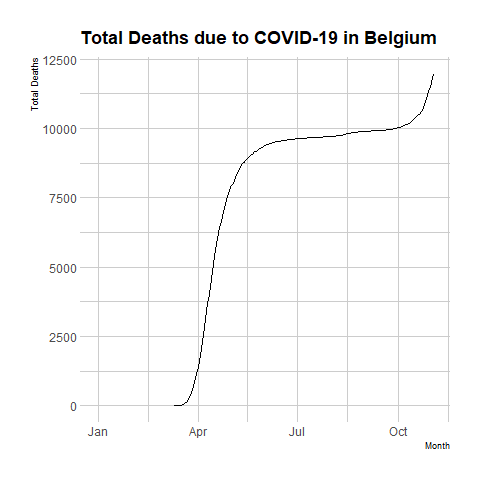 Total Deaths due to COVID-19 in Belgium
Total Deaths
12500
10000
7500
5000
2500
0
Jan Apr Jul Oct
Month